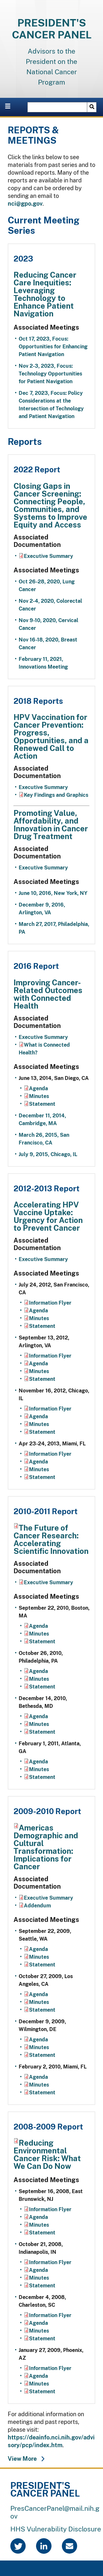 PRESIDENT'S
CANCER PANEL
Advisors to the
President on the
National Cancer
Program
REPORTS &
MEETINGS
Click the links below to see
materials from past reports
and meetings. To download
reports and summaries in zip
format, or to request a print
copy, can be ordered by
sending an email to
nci@gpo.gov.
Current Meeting
Series
2023
Reducing Cancer
Care Inequities:
Leveraging
Technology to
Enhance Patient
Navigation
Associated Meetings
Oct 17, 2023, Focus:
Opportunities for Enhancing
Patient Navigation
Nov 2-3, 2023, Focus:
Technology Opportunities
for Patient Navigation
Dec 7, 2023, Focus: Policy
Considerations at the
Intersection of Technology
and Patient Navigation
Reports
2022 Report
Closing Gaps in
Cancer Screening:
Connecting People,
Communities, and
Systems to Improve
Equity and Access
Associated
Documentation
Executive Summary
Associated Meetings
Oct 26-28, 2020, Lung
Cancer
Nov 2-4, 2020, Colorectal
Cancer
Nov 9-10, 2020, Cervical
Cancer
Nov 16-18, 2020, Breast
Cancer
February 11, 2021,
Innovations Meeting
2018 Reports
HPV Vaccination for
Cancer Prevention:
Progress,
Opportunities, and a
Renewed Call to
Action
Associated
Documentation
Executive Summary
Key Findings and Graphics
Promoting Value,
Affordability, and
Innovation in Cancer
Drug Treatment
Associated
Documentation
Executive Summary
Associated Meetings
June 10, 2016, New York, NY
December 9, 2016,
Arlington, VA
March 27, 2017, Philadelphia,
PA
2016 Report
Improving Cancer-
Related Outcomes
with Connected
Health
Associated
Documentation
Executive Summary
What is Connected
Health?
Associated Meetings
June 13, 2014, San Diego, CA
Agenda
Minutes
Statement
December 11, 2014,
Cambridge, MA
March 26, 2015, San
Francisco, CA
July 9, 2015, Chicago, IL
2012-2013 Report
Accelerating HPV
Vaccine Uptake:
Urgency for Action
to Prevent Cancer
Associated
Documentation
Executive Summary
Associated Meetings
July 24, 2012, San Francisco,
CA
Information Flyer
Agenda
Minutes
Statement
September 13, 2012,
Arlington, VA
Information Flyer
Agenda
Minutes
Statement
November 16, 2012, Chicago,
IL
Information Flyer
Agenda
Minutes
Statement
Apr 23-24, 2013, Miami, FL
Information Flyer
Agenda
Minutes
Statement
2010-2011 Report
The Future of
Cancer Research:
Accelerating
Scientific Innovation
Associated
Documentation
Executive Summary
Associated Meetings
September 22, 2010, Boston,
MA
Agenda
Minutes
Statement
October 26, 2010,
Philadelphia, PA
Agenda
Minutes
Statement
December 14, 2010,
Bethesda, MD
Agenda
Minutes
Statement
February 1, 2011, Atlanta,
GA
Agenda
Minutes
Statement
2009-2010 Report
Americas
Demographic and
Cultural
Transformation:
Implications for
Cancer
Associated
Documentation
Executive Summary
Addendum
Associated Meetings
September 22, 2009,
Seattle, WA
Agenda
Minutes
Statement
October 27, 2009, Los
Angeles, CA
Agenda
Minutes
Statement
December 9, 2009,
Wilmington, DE
Agenda
Minutes
Statement
February 2, 2010, Miami, FL
Agenda
Minutes
Statement
2008-2009 Report
Reducing
Environmental
Cancer Risk: What
We Can Do Now
Associated Meetings
September 16, 2008, East
Brunswick, NJ
Information Flyer
Agenda
Minutes
Statement
October 21, 2008,
Indianapolis, IN
Information Flyer
Agenda
Minutes
Statement
December 4, 2008,
Charleston, SC
Information Flyer
Agenda
Minutes
Statement
January 27, 2009, Phoenix,
AZ
Information Flyer
Agenda
Minutes
Statement
For additional information on
meetings and past reports,
please visit:
https://deainfo.nci.nih.gov/advi
sory/pcp/index.htm.
View More
PRESIDENT'S
CANCER PANEL
PresCancerPanel@mail.nih.g
ov
HHS Vulnerability Disclosure